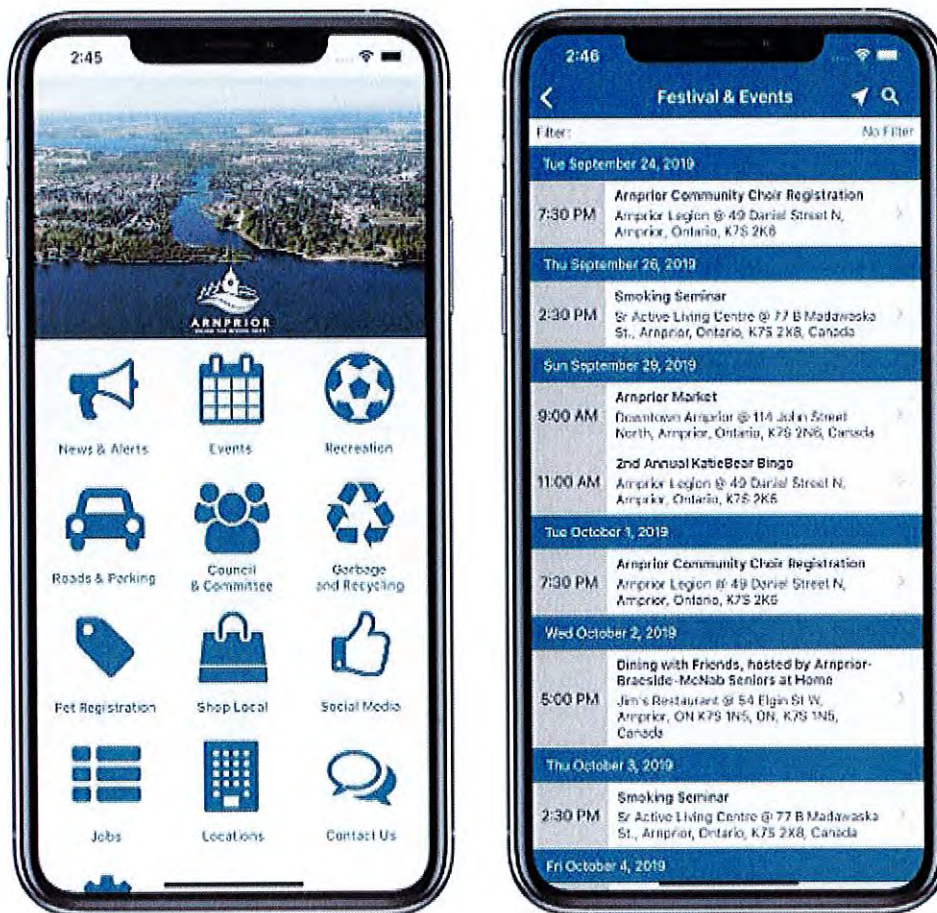 2:45
ARNPRIOR
News & Alerts
Events
Recreation
Roads & Parking
Council
& Committee
Garbage
and Recycling
Pet Registration
Shop Local
Social Media
Jobs
Locations
Contact Us
2:46
Festival & Events
Filter:
No Filter
Tue September 24, 2019
7:30 PM
Arnprior Community Choir Registration
Arnprior Legion @ 49 Daniel Street N,
Arnprior, Ontario, K7S 2K6
Thu September 26, 2019
2:30 PM
Smoking Seminar
Sr Active Living Centre @ 77 B Madawaska
St., Arnprior, Ontario, K7S 2X8, Canada
Sun September 29, 2019
9:00 AM
Arnprior Market
Downtown Arnprior @ 114 John Street
North, Arnprior, Ontario, K7S 2N6, Canada
11:00 AM
2nd Annual KatieBear Bingo
Arnprior Legion @ 49 Daniel Street N,
Arnprior, Ontario, K7S 2K6
Tue October 1, 2019
7:30 PM
Arnprior Community Choir Registration
Arnprior Legion @ 49 Daniel Street N,
Arnprior, Ontario, K7S 2K6
Wed October 2, 2019
5:00 PM
Dining with Friends, hosted by Arnprior-
Braeside-McNab Seniors at Home
Jim's Restaurant @ 54 Elgin St W,
Arnprior, ON K7S 1N5, ON, K7S 1N5,
Canada
Thu October 3, 2019
2:30 PM
Smoking Seminar
Sr Active Living Centre @ 77 B Madawaska
St., Arnprior, Ontario, K7S 2X8, Canada
Fri October 4, 2019